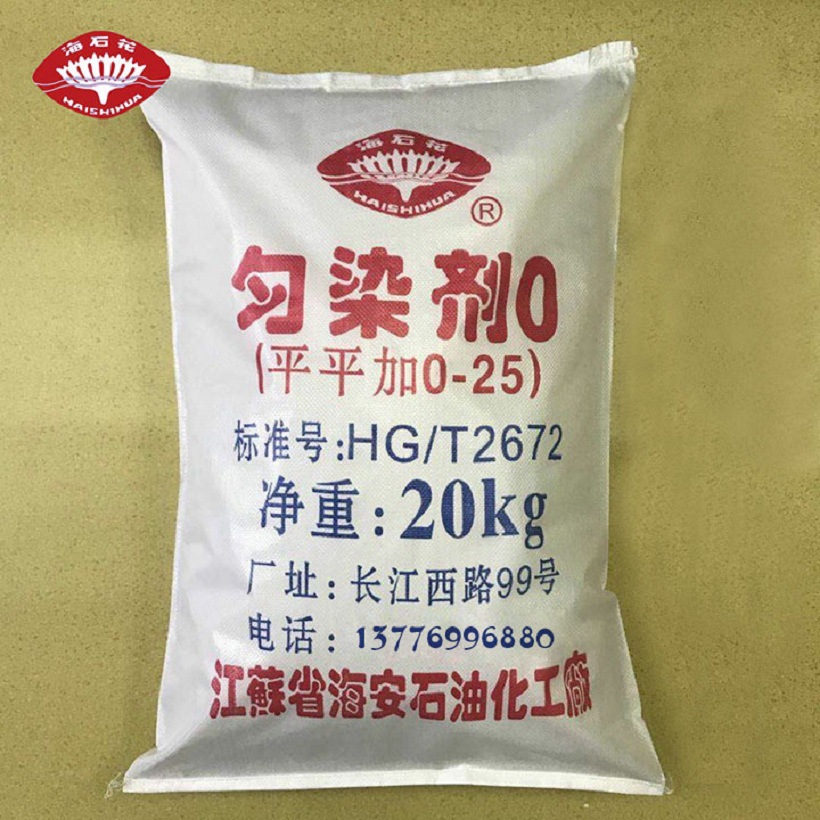 海石花
HAISHIHUA
海石花
HAISHIHUA
®
匀染剂O
(平平加O-25)
标准号:HG/T2672
净重:20kg
厂址:长江西路99号
电话:13776996880
江蘇省海安石油化工廠